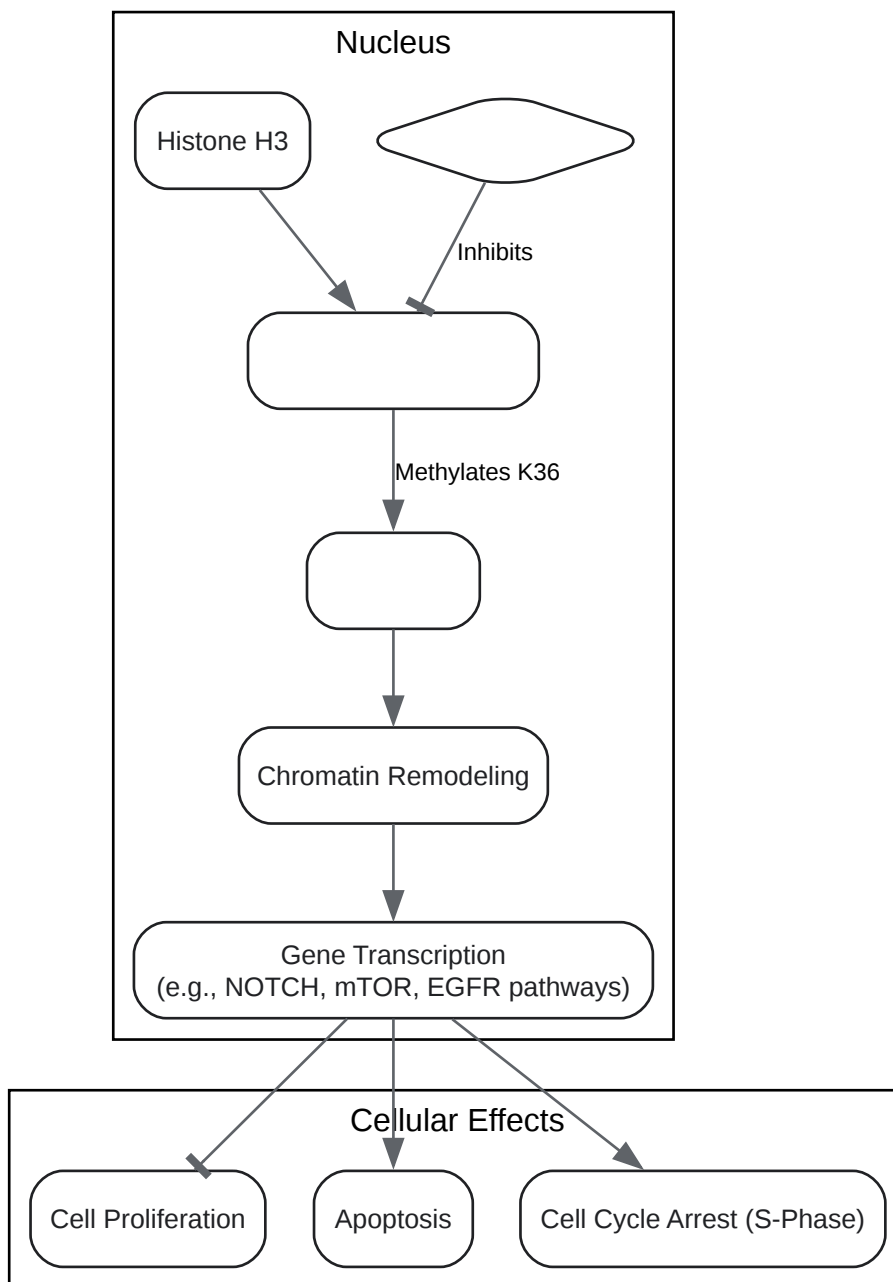 Nucleus
Histone H3
Inhibits
Methylates K36
Chromatin Remodeling
Gene Transcription
(e.g., NOTCH, mTOR, EGFR pathways)
Cellular Effects
Cell Proliferation
Apoptosis
Cell Cycle Arrest (S-Phase)